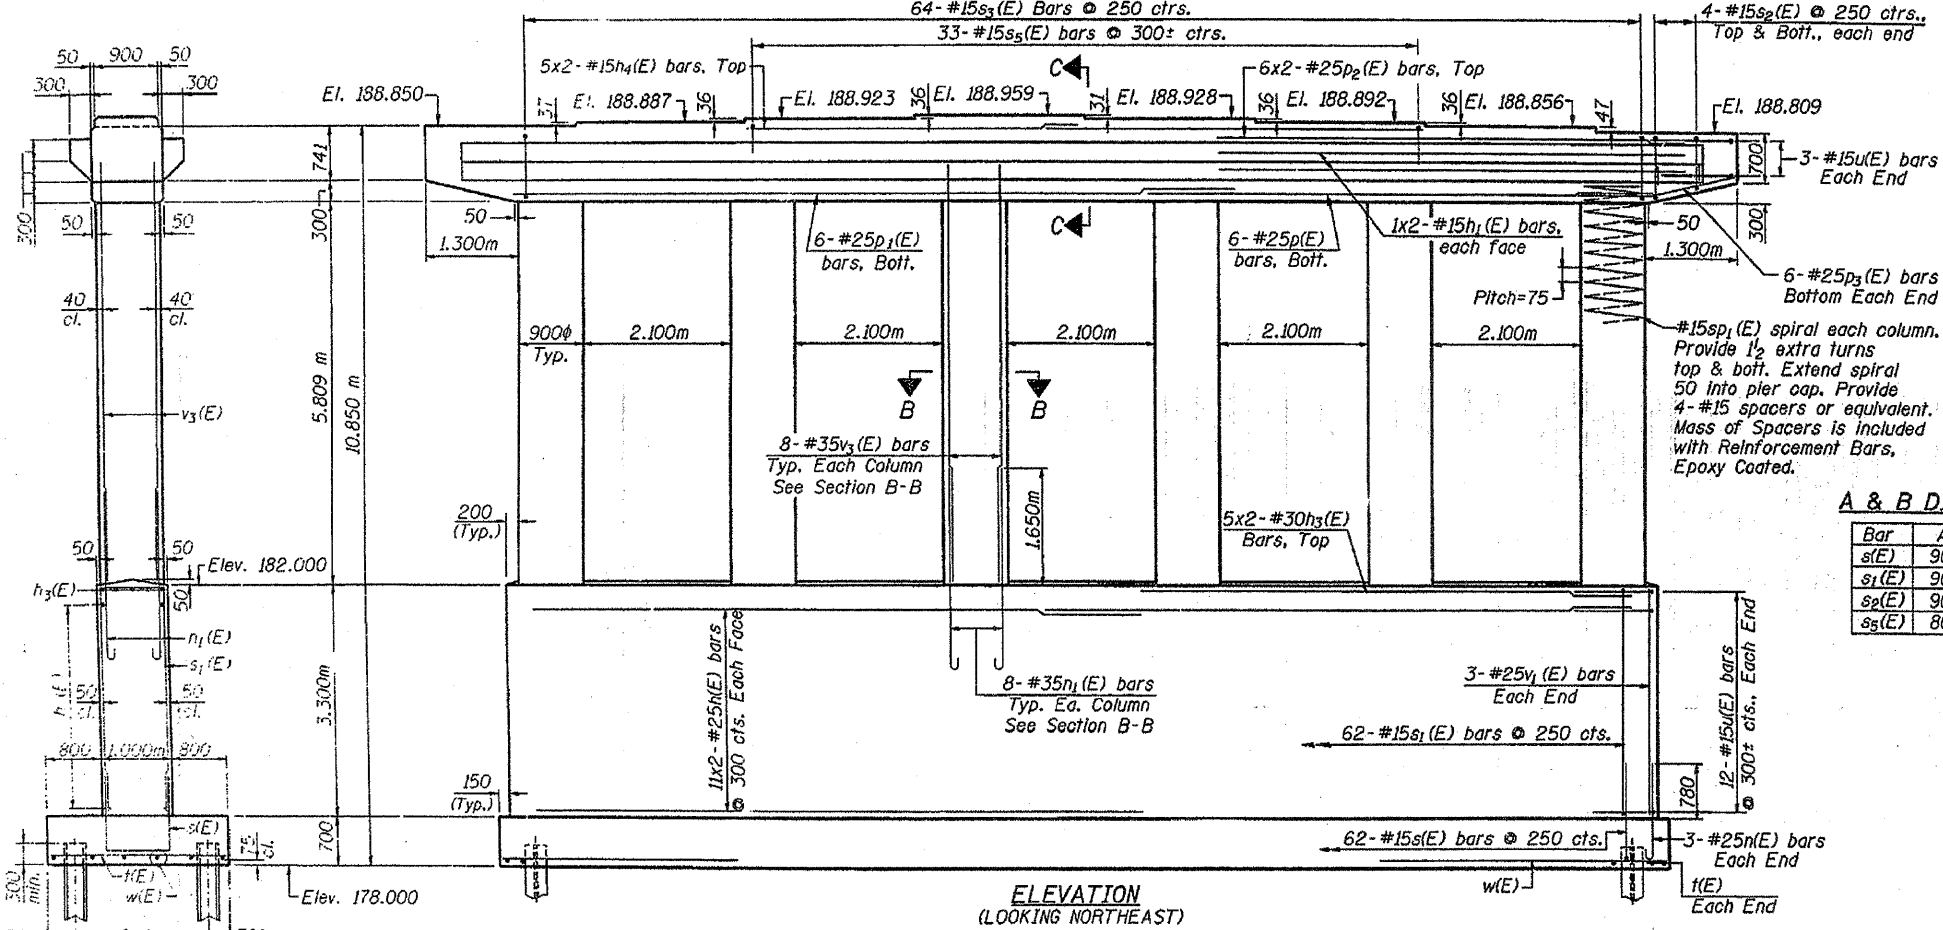 64-#15s3(E) Bars @ 250 ctrs.
4-#15s2(E) @ 250 ctrs.,
Top & Bott., each end
33-#15s5(E) bars @ 300± ctrs.
50 900 50
300 300
5x2-#15h4(E) bars, Top
C
6x2-#25p2(E) bars, Top
El. 188.850
37
El. 188.887
36
El. 188.923
36
El. 188.959
31
El. 188.928
36
El. 188.892
36
El. 188.856
47
El. 188.809
741
700
3-#15u(E) bars
Each End
300
300
50 50
50
1.300m
6-#25p1(E)
bars, Bott.
C
6-#25p(E)
bars, Bott.
1x2-#15h1(E) bars,
each face
50
300
1.300m
6-#25p3(E) bars
Bottom Each End
Pitch=75
40
cl.
40
cl.
900ϕ
Typ.
2.100m
2.100m
2.100m
2.100m
2.100m
#15sp1(E) spiral each column.
Provide 1½ extra turns
top & bott. Extend spiral
50 into pier cap. Provide
4-#15 spacers or equivalent.
Mass of Spacers is included
with Reinforcement Bars,
Epoxy Coated.
5.809 m
10.850 m
v3(E)
B B
8-#35v3(E) bars
Typ. Each Column
See Section B-B
1.650m
200
(Typ.)
5x2-#30h3(E)
Bars, Top
A & B D
Bar
s(E)
s1(E)
s2(E)
s5(E)
50 50
Elev. 182.000
h3(E)
50
n1(E)
s1(E)
50
cl.
50
cl.
3.300m
11x2-#25h(E) bars
@ 300 cts. Each Face
8-#35n1(E) bars
Typ. Ea. Column
See Section B-B
3-#25v1(E) bars
Each End
62-#15s1(E) bars @ 250 cts.
12-#15u(E) bars
@ 300± cts., Each End
800 1.000m 800
150
(Typ.)
780
s(E)
75
cl.
700
62-#15s(E) bars @ 250 cts.
3-#25n(E) bars
Each End
300
min.
t(E)
w(E)
Elev. 178.000
w(E)
t(E)
Each End
ELEVATION
(LOOKING NORTHEAST)